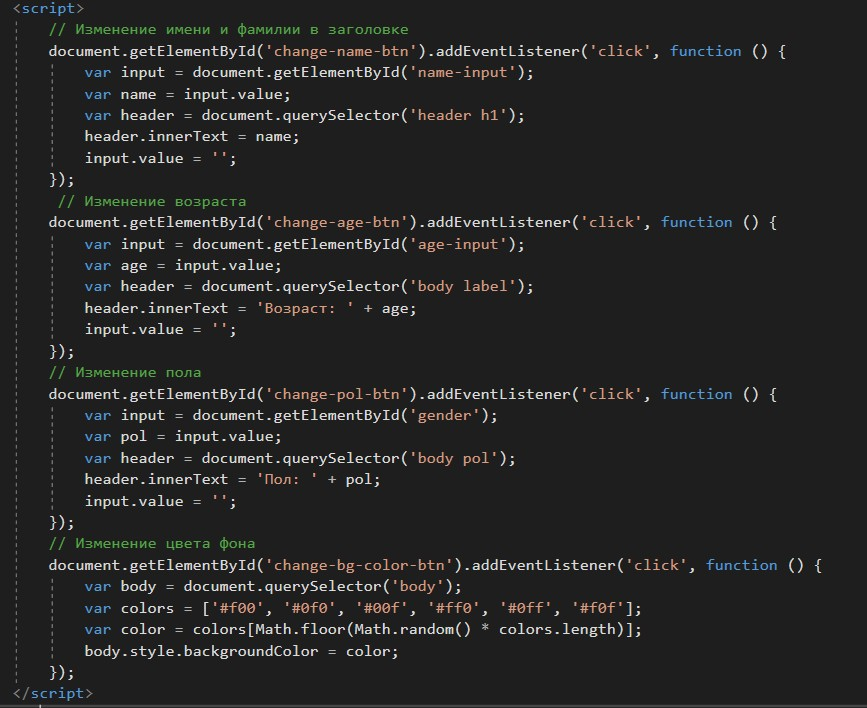 <script>
// Изменение имени и фамилии в заголовке
document.getElementById('change-name-btn').addEventListener('click', function () {
var input = document.getElementById('name-input');
var name = input.value;
var header = document.querySelector('header h1');
header.innerText = name;
input.value = '';
});
// Изменение возраста
document.getElementById('change-age-btn').addEventListener('click', function () {
var input = document.getElementById('age-input');
var age = input.value;
var header = document.querySelector('body label');
header.innerText = 'Возраст: ' + age;
input.value = '';
});
// Изменение пола
document.getElementById('change-pol-btn').addEventListener('click', function () {
var input = document.getElementById('gender');
var pol = input.value;
var header = document.querySelector('body pol');
header.innerText = 'Пол: ' + pol;
input.value = '';
});
// Изменение цвета фона
document.getElementById('change-bg-color-btn').addEventListener('click', function () {
var body = document.querySelector('body');
var colors = ['#f00', '#0f0', '#00f', '#ff0', '#0ff', '#f0f'];
var color = colors[Math.floor(Math.random() * colors.length)];
body.style.backgroundColor = color;
});
</script>